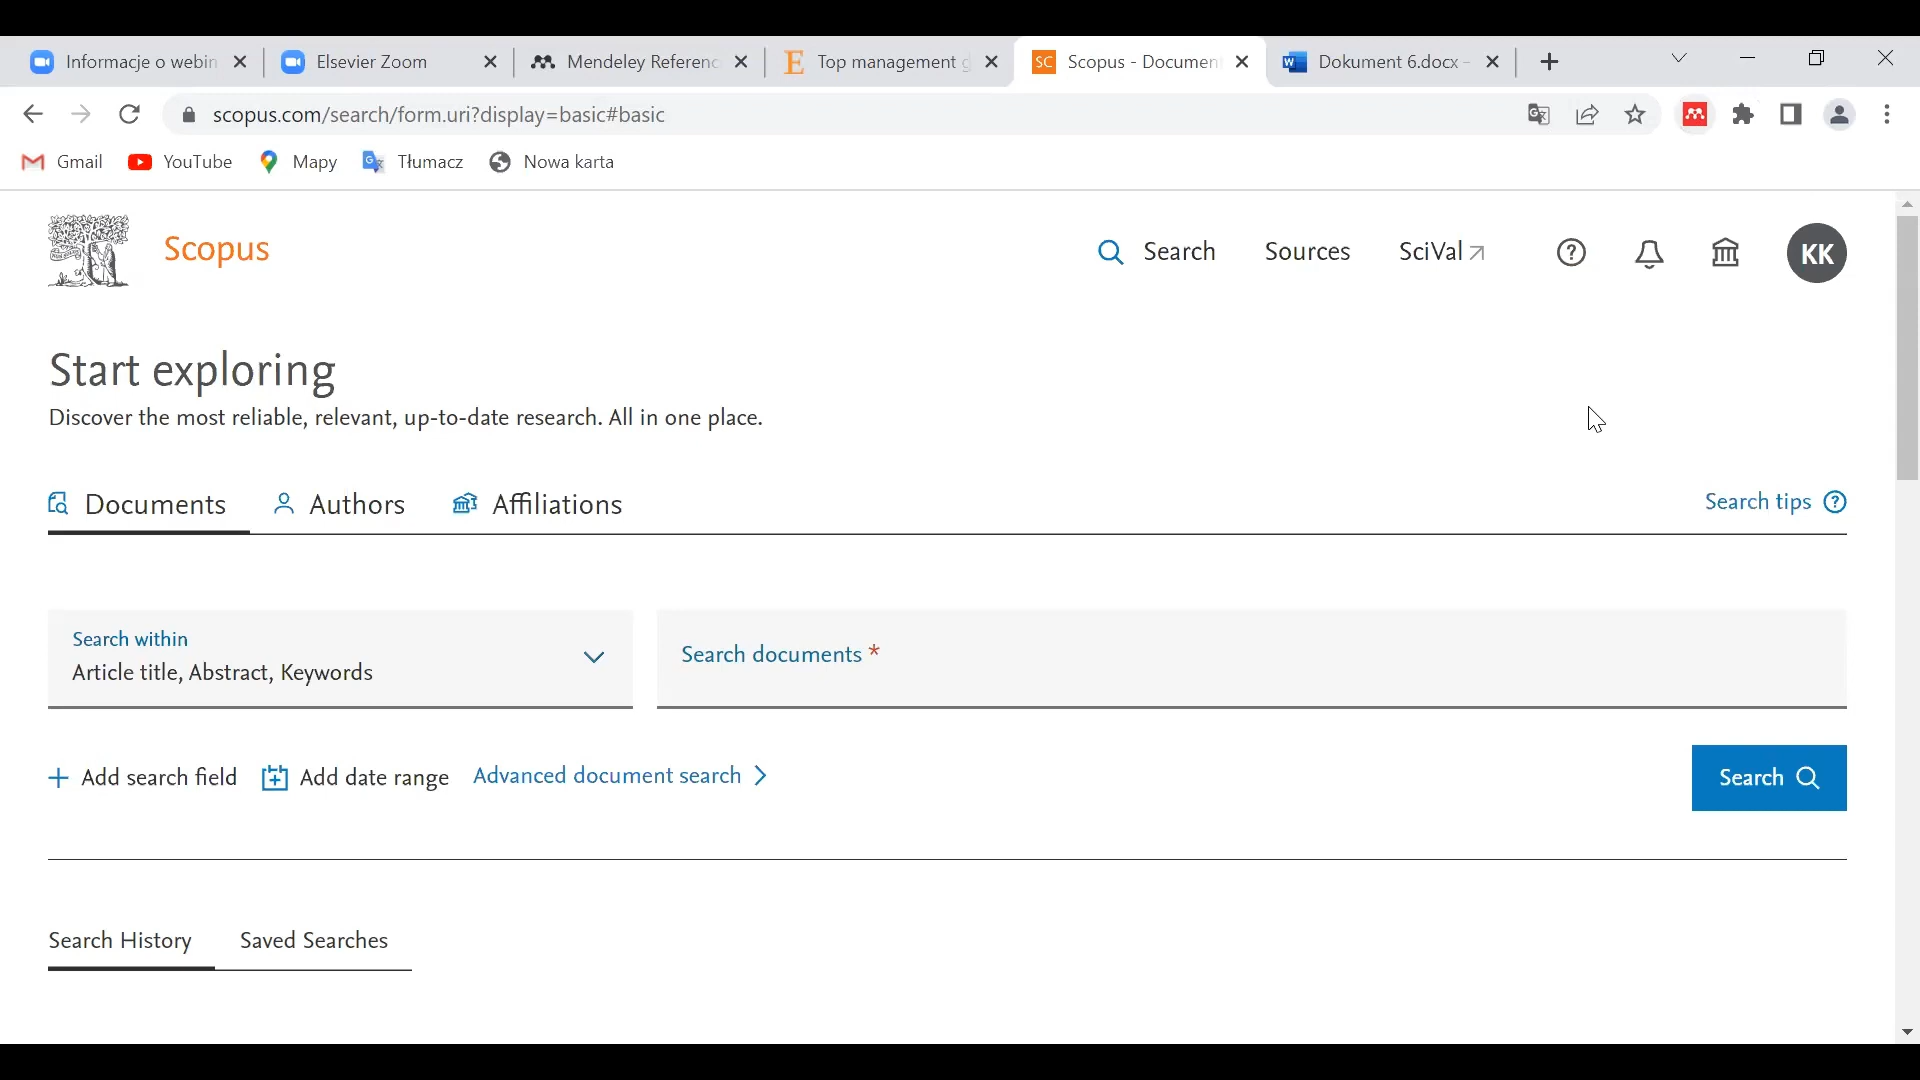 Informacje o webin
Elsevier Zoom
Mendeley Referenc
Top management g
SC
Scopus - Documen
Dokument 6.docx -
scopus.com/search/form.uri?display=basic#basic
Gmail
YouTube
Mapy
Tłumacz
Nowa karta
Scopus
Search
Sources
SciVal
KK
Start exploring
Discover the most reliable, relevant, up-to-date research. All in one place.
Documents
Authors
Affiliations
Search tips
Search within
Article title, Abstract, Keywords
Search documents *
Add search field
Add date range
Advanced document search
Search
Search History
Saved Searches